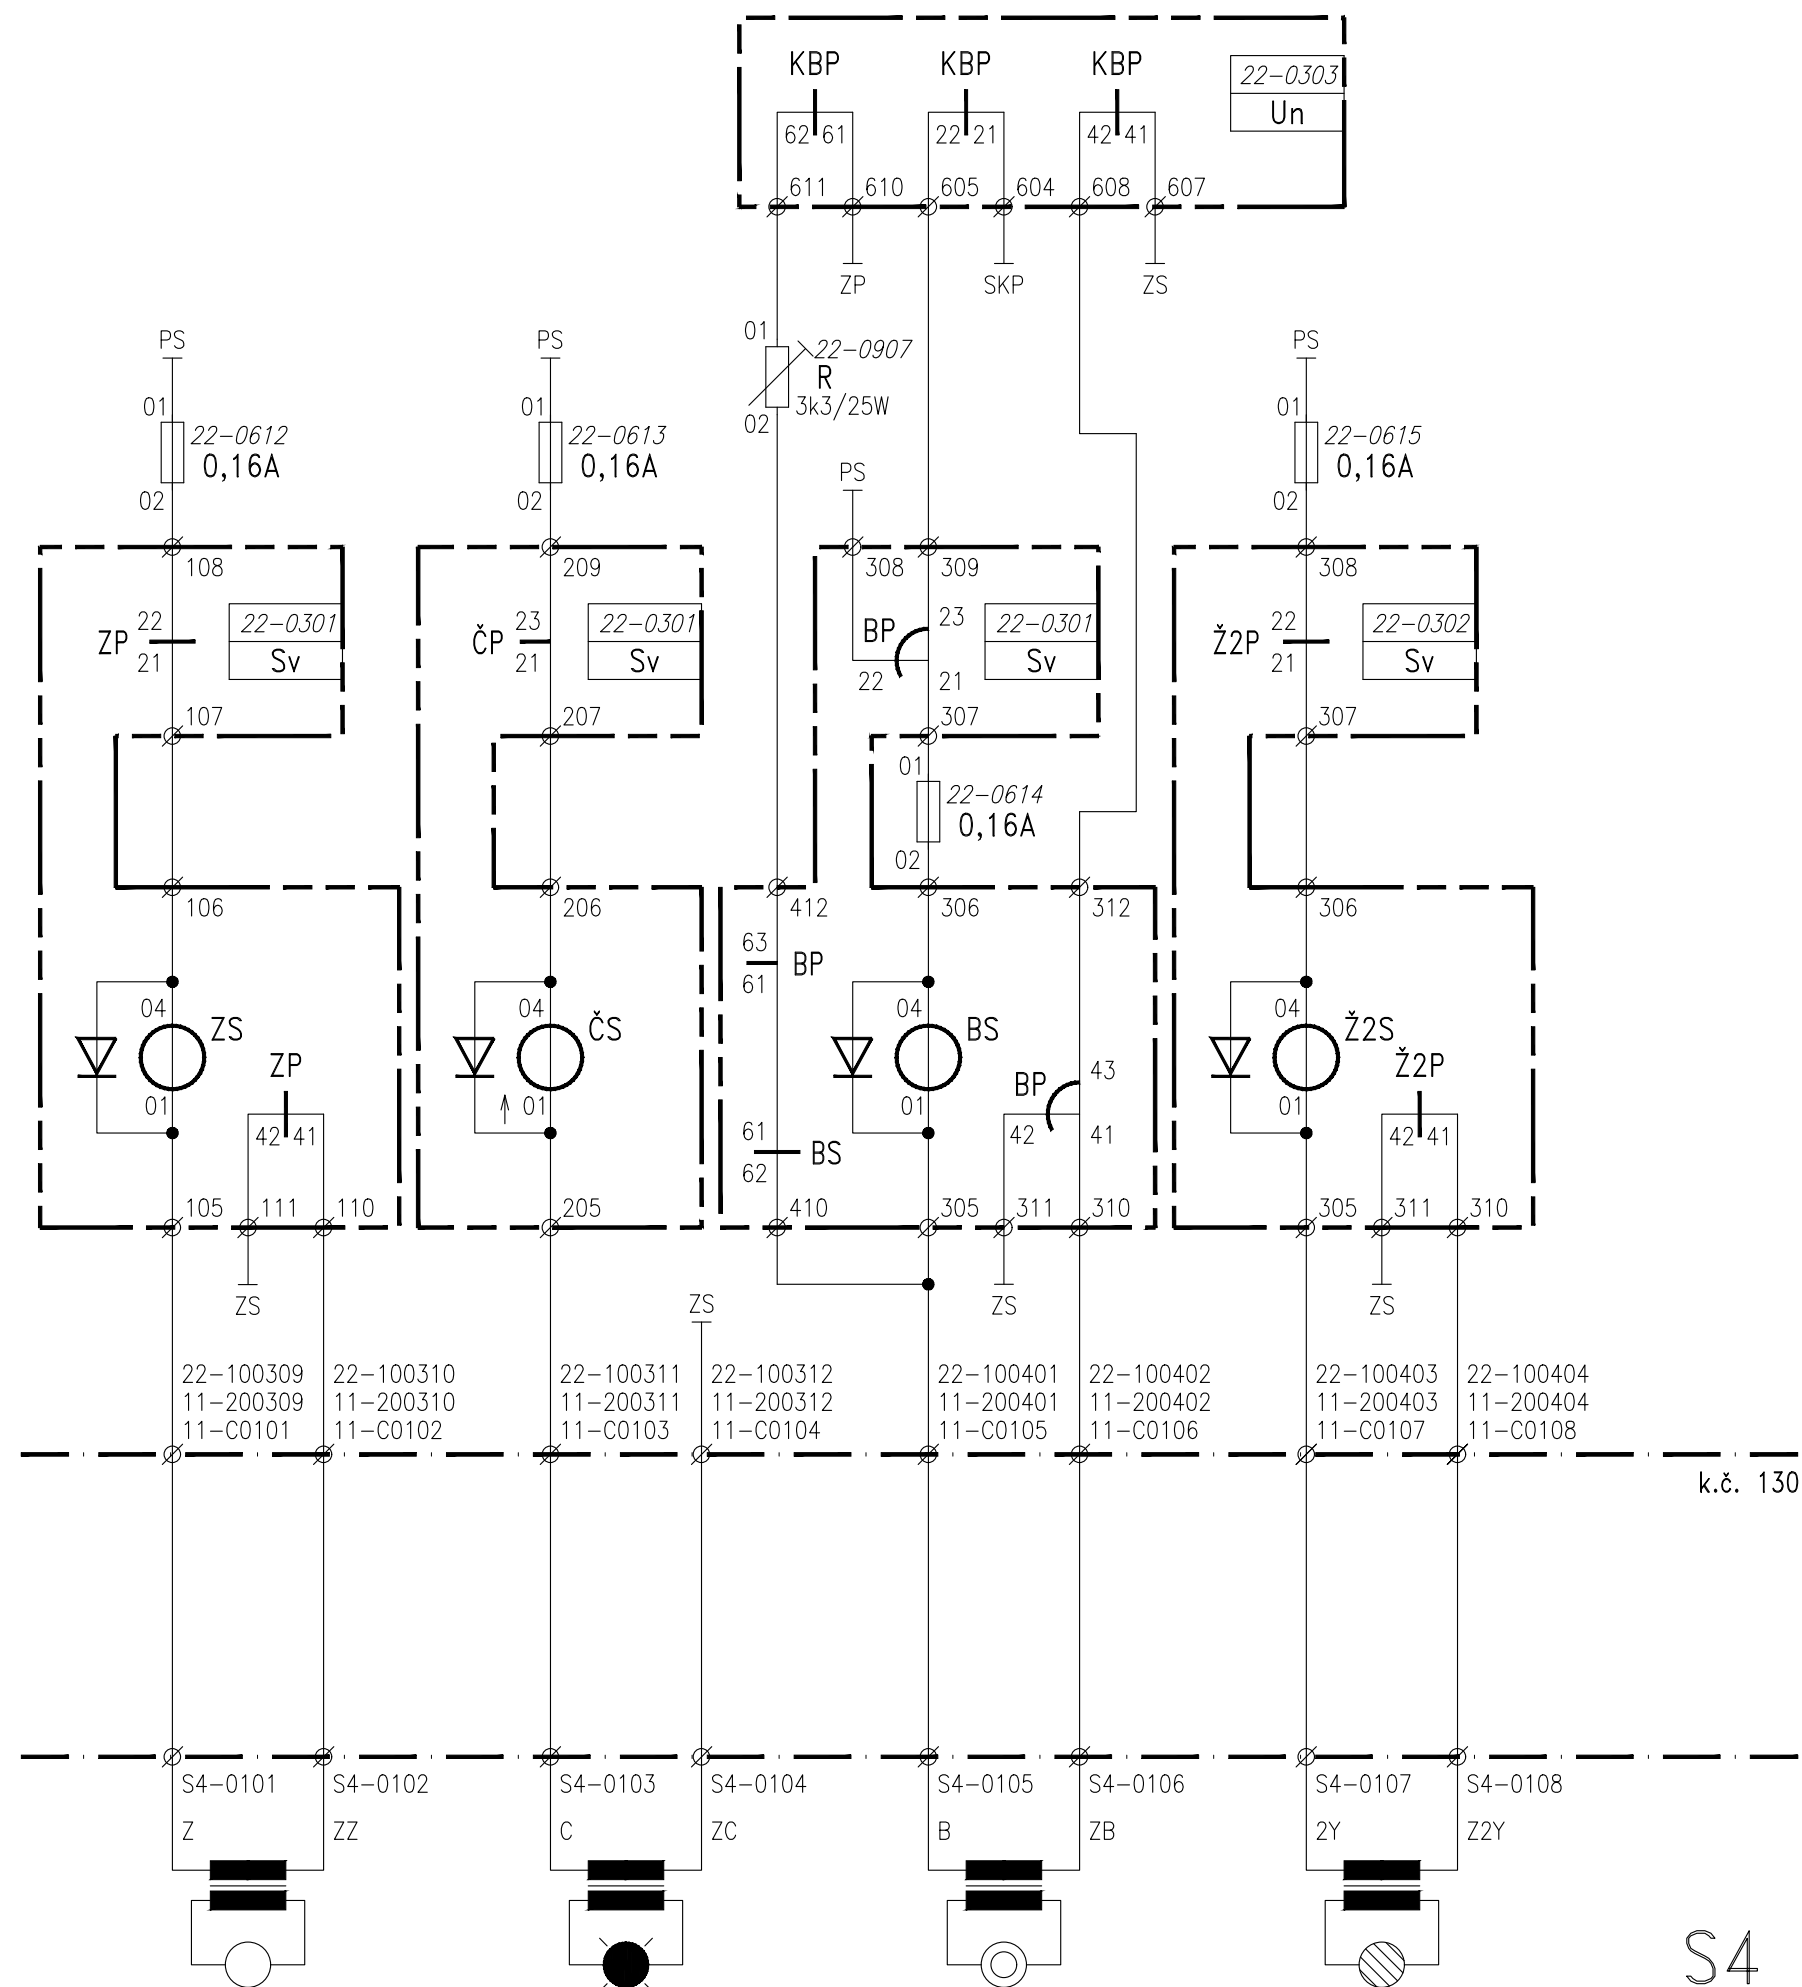 KBP KBP KBP 22-0303
Un
62 61 22 21 42 41
611 610 605 604 608 607
ZP SKP ZS
PS PS 01 22-0907 PS
R
3k3/25W
01 01 02 01
22-0612 22-0613 22-0615
0,16A 0,16A 0,16A
02 02 PS 02
108 209 308 309 308
ZP 22 21 22-0301 Sv
ČP 23 21 22-0301 Sv
BP 23 22 21 22-0301 Sv
Ž2P 22 21 22-0302 Sv
107 207 307 307
01
22-0614
0,16A
02
106 206 412 306 312 306
63
BP
61
04 04 04 04
ZS ČS BS Ž2S
ZP BP 43 Ž2P
01 01 01 01
42 41 61 BS 42 41 42 41
62
105 111 110 205 410 305 311 310 305 311 310
ZS ZS ZS ZS
22-100309 22-100310 22-100311 22-100312 22-100401 22-100402 22-100403 22-100404
11-200309 11-200310 11-200311 11-200312 11-200401 11-200402 11-200403 11-200404
11-C0101 11-C0102 11-C0103 11-C0104 11-C0105 11-C0106 11-C0107 11-C0108
k.č. 130
S4-0101 S4-0102 S4-0103 S4-0104 S4-0105 S4-0106 S4-0107 S4-0108
Z ZZ C ZC B ZB 2Y Z2Y
S4